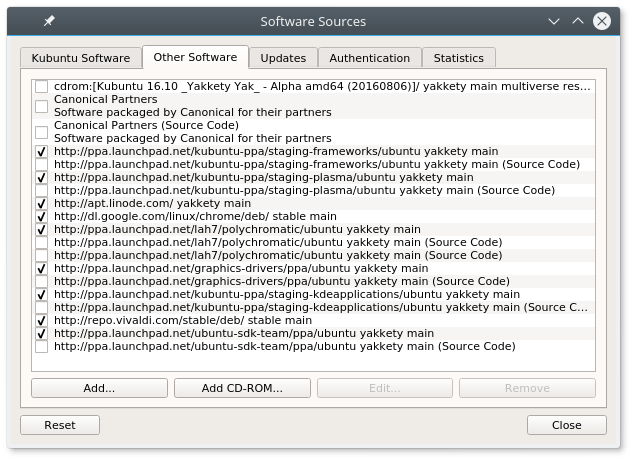 Software Sources
Kubuntu Software
Other Software
Updates
Authentication
Statistics
cdrom:[Kubuntu 16.10 _Yakkety Yak_ - Alpha amd64 (20160806)]/ yakkety main multiverse res...
Canonical Partners
Software packaged by Canonical for their partners
Canonical Partners (Source Code)
Software packaged by Canonical for their partners
http://ppa.launchpad.net/kubuntu-ppa/staging-frameworks/ubuntu yakkety main
http://ppa.launchpad.net/kubuntu-ppa/staging-frameworks/ubuntu yakkety main (Source Code)
http://ppa.launchpad.net/kubuntu-ppa/staging-plasma/ubuntu yakkety main
http://ppa.launchpad.net/kubuntu-ppa/staging-plasma/ubuntu yakkety main (Source Code)
http://apt.linode.com/ yakkety main
http://dl.google.com/linux/chrome/deb/ stable main
http://ppa.launchpad.net/lah7/polychromatic/ubuntu yakkety main
http://ppa.launchpad.net/lah7/polychromatic/ubuntu yakkety main (Source Code)
http://ppa.launchpad.net/lah7/polychromatic/ubuntu yakkety main (Source Code)
http://ppa.launchpad.net/graphics-drivers/ppa/ubuntu yakkety main
http://ppa.launchpad.net/graphics-drivers/ppa/ubuntu yakkety main (Source Code)
http://ppa.launchpad.net/kubuntu-ppa/staging-kdeapplications/ubuntu yakkety main
http://ppa.launchpad.net/kubuntu-ppa/staging-kdeapplications/ubuntu yakkety main (Source C...
http://repo.vivaldi.com/stable/deb/ stable main
http://ppa.launchpad.net/ubuntu-sdk-team/ppa/ubuntu yakkety main
http://ppa.launchpad.net/ubuntu-sdk-team/ppa/ubuntu yakkety main (Source Code)
Add...
Add CD-ROM...
Edit...
Remove
Reset
Close